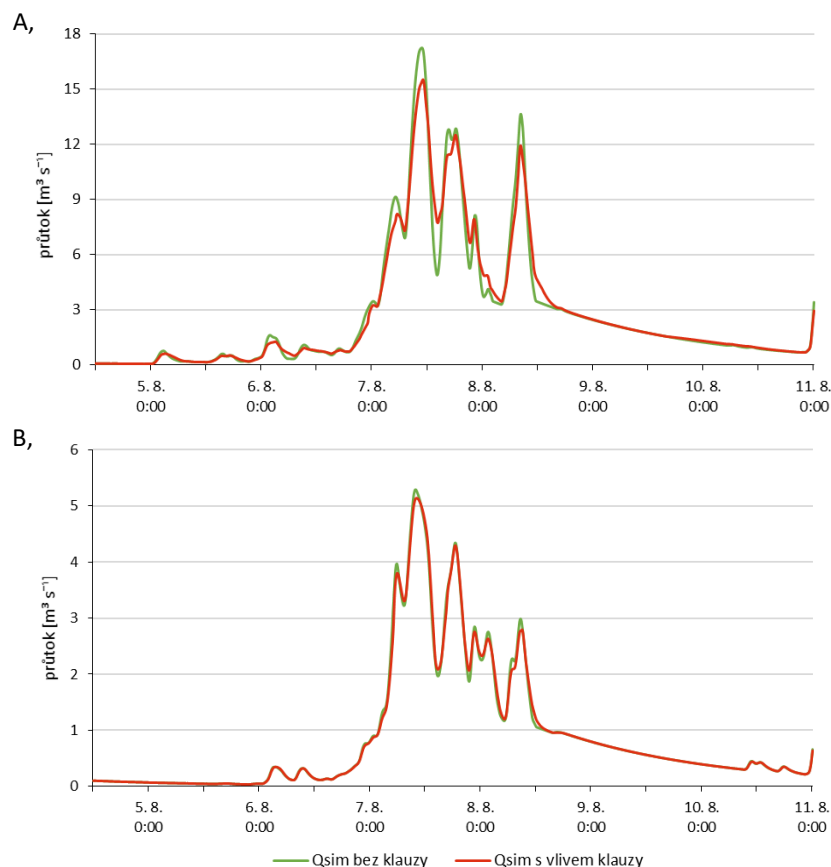 A,
18
15
12
9
6
3
0
průtok [m³ s⁻¹]
5. 8. 6. 8. 7. 8. 8. 8. 9. 8. 10. 8. 11. 8.
0:00 0:00 0:00 0:00 0:00 0:00 0:00
B,
6
5
4
3
2
1
0
průtok [m³ s⁻¹]
5. 8. 6. 8. 7. 8. 8. 8. 9. 8. 10. 8. 11. 8.
0:00 0:00 0:00 0:00 0:00 0:00 0:00
Qsim bez klauzy Qsim s vlivem klauzy